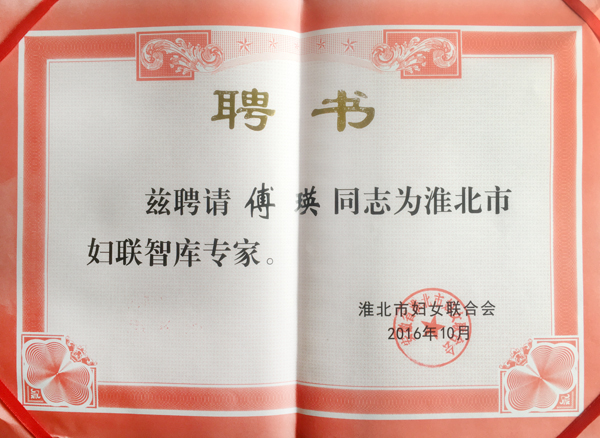 聘书
兹聘请 傅瑛 同志为淮北市
妇联智库专家。
淮北市妇女联合会
2016年10月